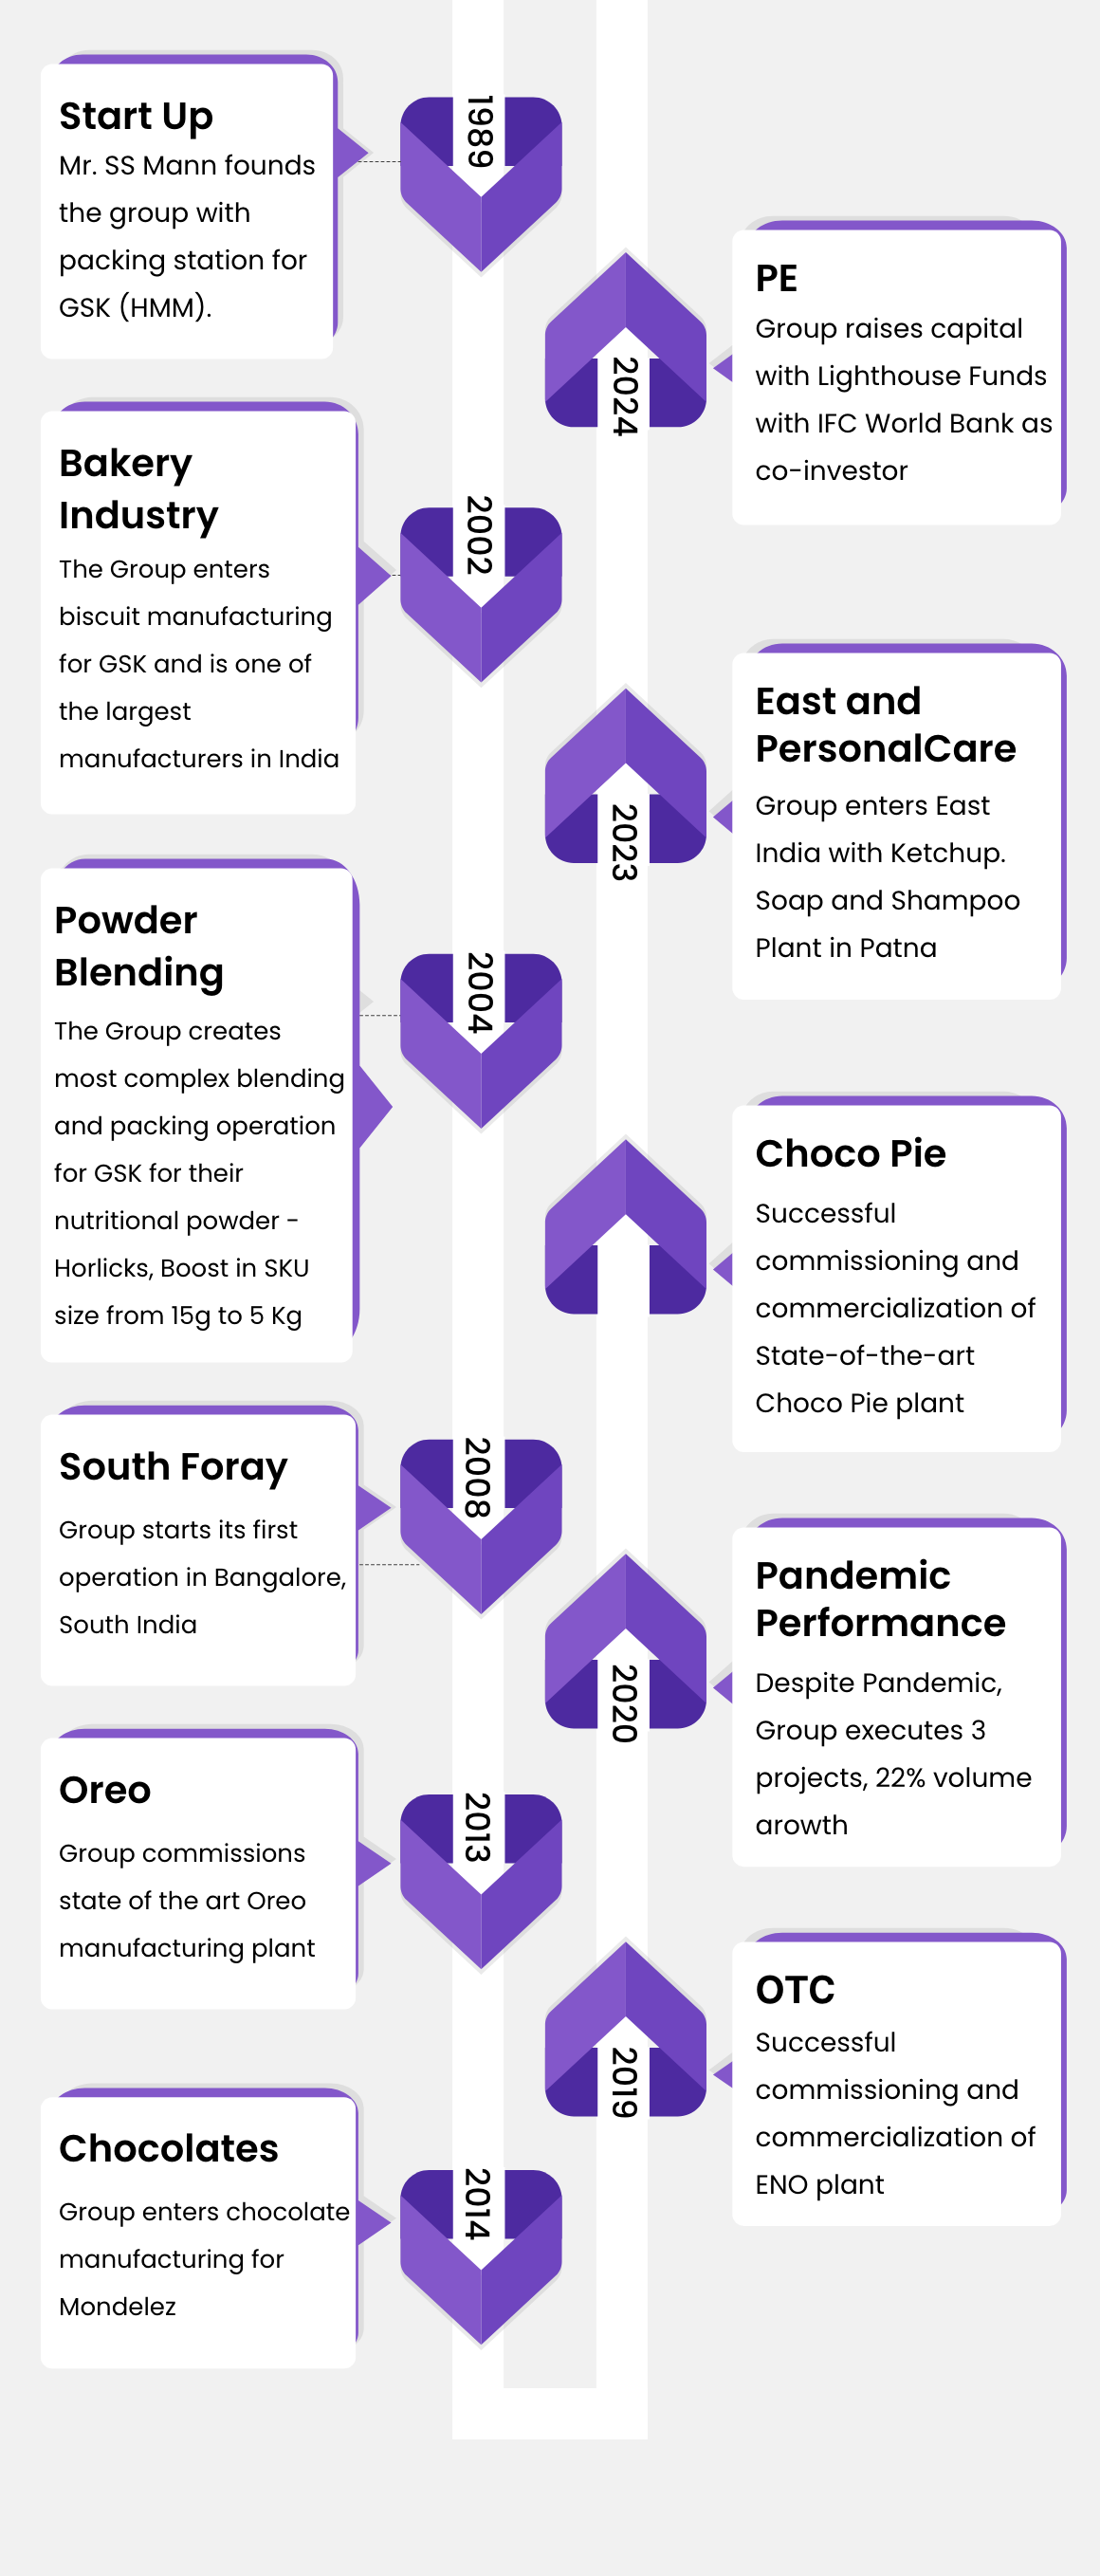 1989
Start Up
Mr. SS Mann founds
the group with
packing station for
GSK (HMM).
2002
Bakery
Industry
The Group enters
biscuit manufacturing
for GSK and is one of
the largest
manufacturers in India
2004
Powder
Blending
The Group creates
most complex blending
and packing operation
for GSK for their
nutritional powder -
Horlicks, Boost in SKU
size from 15g to 5 Kg
2008
South Foray
Group starts its first
operation in Bangalore,
South India
2013
Oreo
Group commissions
state of the art Oreo
manufacturing plant
2014
Chocolates
Group enters chocolate
manufacturing for
Mondelez
2024
PE
Group raises capital
with Lighthouse Funds
with IFC World Bank as
co-investor
2023
East and
PersonalCare
Group enters East
India with Ketchup.
Soap and Shampoo
Plant in Patna
Choco Pie
Successful
commissioning and
commercialization of
State-of-the-art
Choco Pie plant
2020
Pandemic
Performance
Despite Pandemic,
Group executes 3
projects, 22% volume
arowth
2019
OTC
Successful
commissioning and
commercialization of
ENO plant